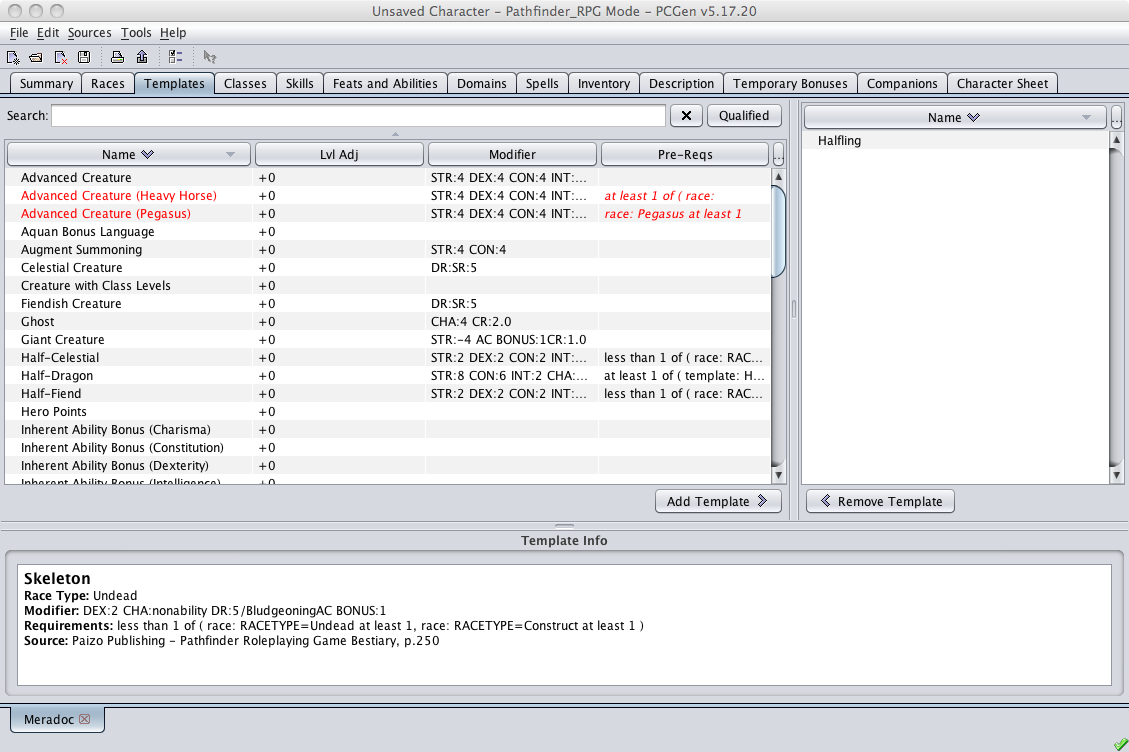 Unsaved Character - Pathfinder_RPG Mode - PCGen v5.17.20
File Edit Sources Tools Help
Summary Races Templates Classes Skills Feats and Abilities Domains Spells Inventory Description Temporary Bonuses Companions Character Sheet
Search: Qualified
Name Lvl Adj Modifier Pre-Reqs ...
Advanced Creature +0 STR:4 DEX:4 CON:4 INT:...
Advanced Creature (Heavy Horse) +0 STR:4 DEX:4 CON:4 INT:... at least 1 of ( race:
Advanced Creature (Pegasus) +0 STR:4 DEX:4 CON:4 INT:... race: Pegasus at least 1
Aquan Bonus Language +0
Augment Summoning +0 STR:4 CON:4
Celestial Creature +0 DR:SR:5
Creature with Class Levels +0
Fiendish Creature +0 DR:SR:5
Ghost +0 CHA:4 CR:2.0
Giant Creature +0 STR:-4 AC BONUS:1CR:1.0
Half-Celestial +0 STR:2 DEX:2 CON:2 INT:... less than 1 of ( race: RAC...
Half-Dragon +0 STR:8 CON:6 INT:2 CHA:... at least 1 of ( template: H...
Half-Fiend +0 STR:2 DEX:2 CON:2 INT:... less than 1 of ( race: RAC...
Hero Points +0
Inherent Ability Bonus (Charisma) +0
Inherent Ability Bonus (Constitution) +0
Inherent Ability Bonus (Dexterity) +0
Inherent Ability Bonus (Intelligence) +0
Add Template
Name ...
Halfling
Remove Template
Template Info
Skeleton
Race Type: Undead
Modifier: DEX:2 CHA:nonability DR:5/BludgeoningAC BONUS:1
Requirements: less than 1 of ( race: RACETYPE=Undead at least 1, race: RACETYPE=Construct at least 1 )
Source: Paizo Publishing - Pathfinder Roleplaying Game Bestiary, p.250
Meradoc